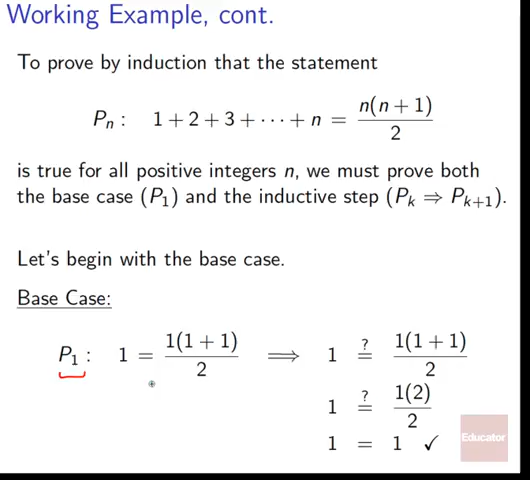 Working Example, cont.
To prove by induction that the statement
Pₙ : 1 + 2 + 3 + ⋯ + n = n(n + 1)/2
is true for all positive integers n, we must prove both
the base case (P₁) and the inductive step (Pₖ ⇒ Pₖ₊₁).
Let's begin with the base case.
Base Case:
P₁ : 1 = 1(1 + 1)/2 ⟹ 1 ≟ 1(1 + 1)/2
1 ≟ 1(2)/2
1 = 1 ✓
Educator